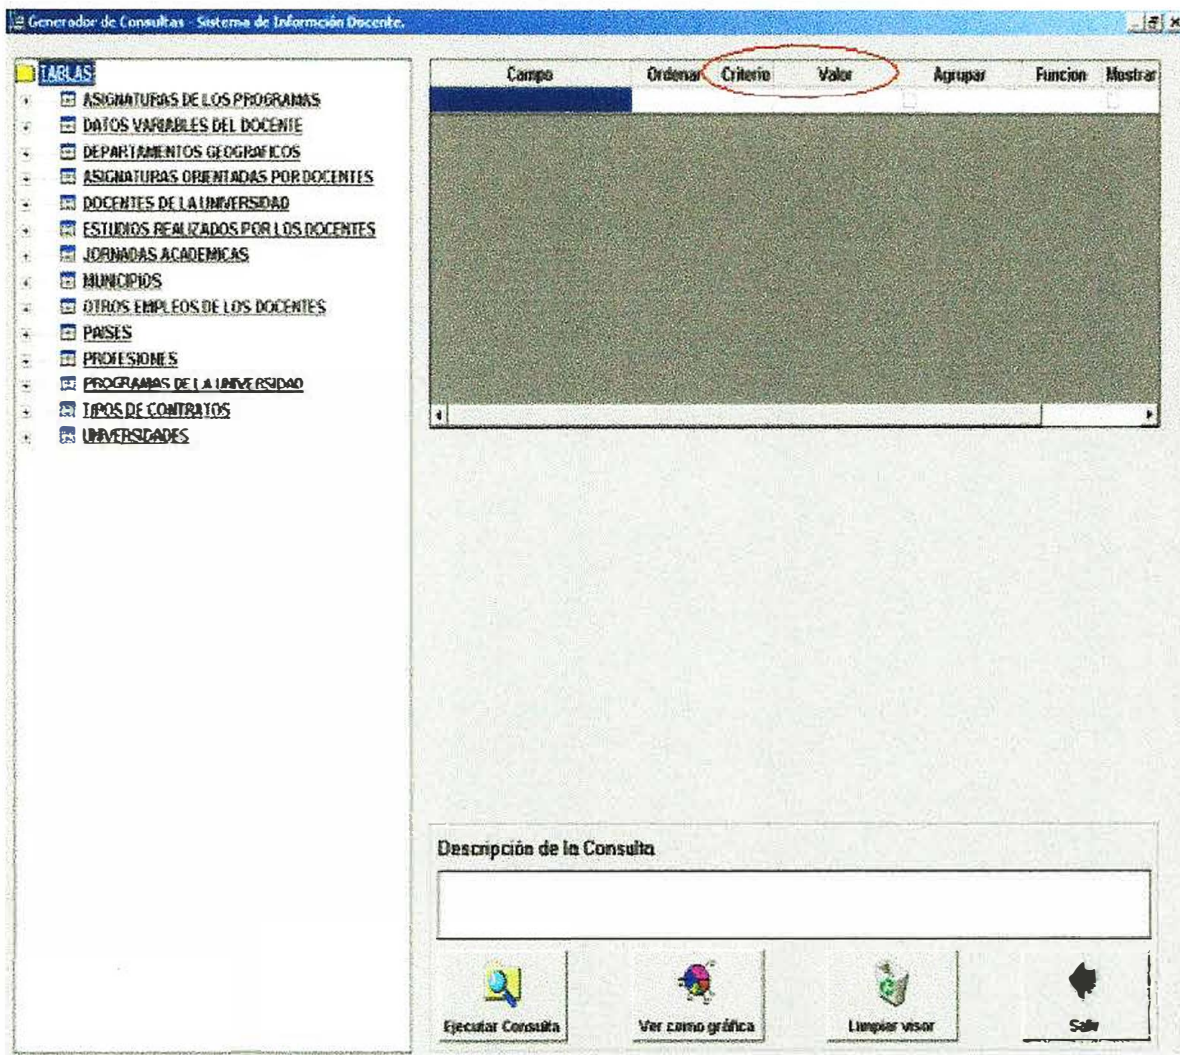 Generador de Consultas - Sistema de Informción Docente.
TABLAS
ASIGNATURAS DE LOS PROGRAMAS
DATOS VARIABLES DEL DOCENTE
DEPARTAMENTOS GEOGRAFICOS
ASIGNATURAS ORIENTADAS POR DOCENTES
DOCENTES DE LA UNIVERSIDAD
ESTUDIOS REALIZADOS POR LOS DOCENTES
JORNADAS ACADEMICAS
MUNICIPIOS
OTROS EMPLEOS DE LOS DOCENTES
PAISES
PROFESIONES
PROGRAMAS DE LA UNIVERSIDAD
TIPOS DE CONTRATOS
UNIVERSIDADES
Campo Ordenar Criterio Valor Agrupar Funcion Mostrar
Descripción de la Consulta
Ejecutar Consulta Ver como gráfica Limpiar visor Salir